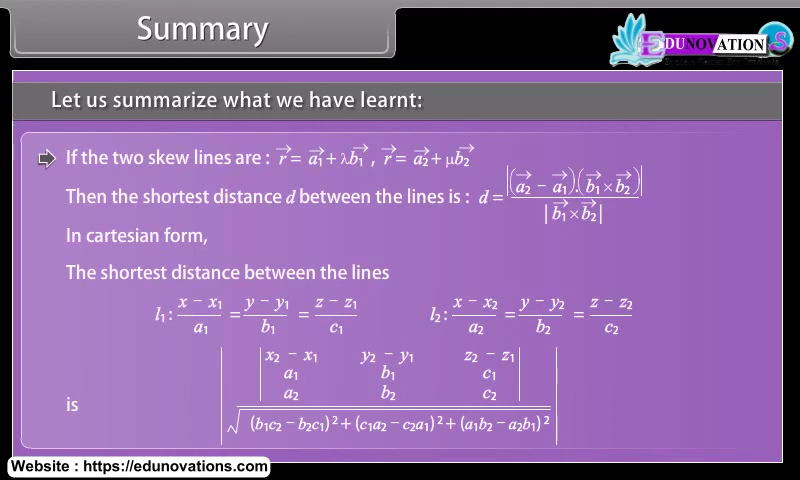 Summary
EDUNOVATIONS
Let us summarize what we have learnt:
⇨ If the two skew lines are : r⃗ = a⃗₁ + λb⃗₁ , r⃗ = a⃗₂ + μb⃗₂
Then the shortest distance d between the lines is : d = |(a⃗₂ − a⃗₁).(b⃗₁ × b⃗₂)| / |b⃗₁ × b⃗₂|
In cartesian form,
The shortest distance between the lines
l₁ : (x − x₁)/a₁ = (y − y₁)/b₁ = (z − z₁)/c₁    l₂ : (x − x₂)/a₂ = (y − y₂)/b₂ = (z − z₂)/c₂
x₂ − x₁ y₂ − y₁ z₂ − z₁
a₁ b₁ c₁
a₂ b₂ c₂
is
√(b₁c₂ − b₂c₁)² + (c₁a₂ − c₂a₁)² + (a₁b₂ − a₂b₁)²
Website : https://edunovations.com